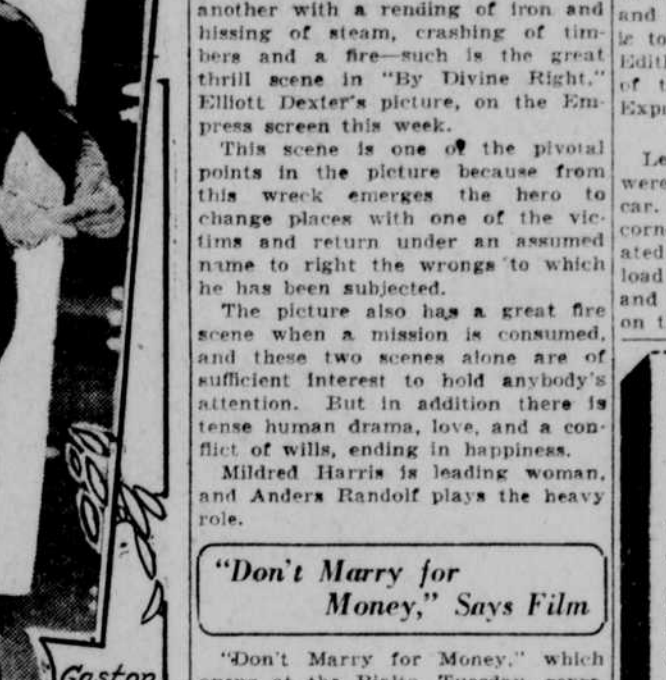 another with a rending of iron and
hissing of steam, crashing of tim-
bers and a fire—such is the great
thrill scene in "By Divine Right,"
Elliott Dexter's picture, on the Em-
press screen this week.
This scene is one of the pivotal
points in the picture because from
this wreck emerges the hero to
change places with one of the vic-
tims and return under an assumed
name to right the wrongs to which
he has been subjected.
The picture also has a great fire
scene when a mission is consumed,
and these two scenes alone are of
sufficient interest to hold anybody's
attention. But in addition there is
tense human drama, love, and a con-
flict of wills, ending in happiness.
Mildred Harris is leading woman,
and Anders Randolf plays the heavy
role.
"Don't Marry for
Money," Says Film
"Don't Marry for Money," which
Gaston
and
to
of
Le
were
car.
corn
ated
load
and
on